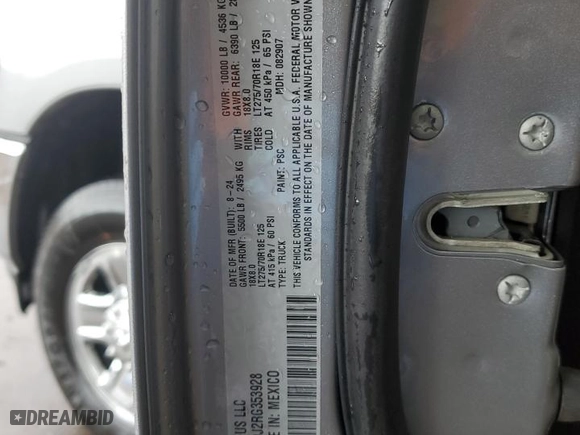 US LLC
DATE OF MFR (BUILT): 8-24
GVWR: 10000 LB / 4536 KG
GAWR FRONT: 5500 LB / 2495 KG
WITH
GAWR REAR: 6390 LB
18X8.0
RIMS
18X8.0
LT275/70R18E 125
TIRES
LT275/70R18E 125
AT 415 kPa / 60 PSI
COLD
AT 450 kPa / 65 PSI
TYPE: TRUCK
PAINT: PSC
MDH: 082907
THIS VEHICLE CONFORMS TO ALL APPLICABLE U.S.A. FEDERAL MOTOR
STANDARDS IN EFFECT ON THE DATE OF MANUFACTURE SHOWN
J2RG353928
IN: MEXICO
DREAMBID